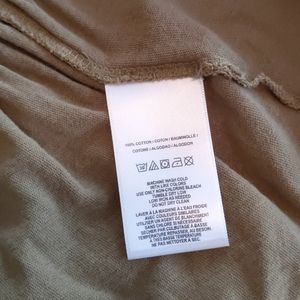 100% COTTON / COTON / BAUMWOLLE /
COTONE / ALGODAO / ALGODON
MACHINE WASH COLD
WITH LIKE COLORS
USE ONLY NON-CHLORINE BLEACH
TUMBLE DRY LOW
LOW IRON AS NEEDED
DO NOT DRY CLEAN
LAVER A LA MACHINE A L'EAU FROIDE
AVEC COULEURS SIMILAIRES
UTILISER UN AGENT DE BLANCHIMENT
SANS CHLORE SI NECESSAIRE
SECHER PAR CULBUTAGE A BASSE
TEMPERATURE REPASSER, AU BESOIN
A THIS BASSE TEMPERATURE
NE PAS NETTOYER A SEC